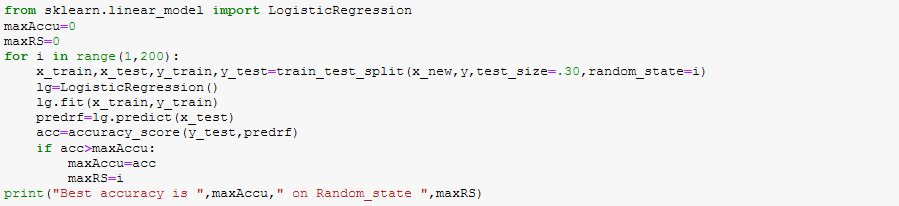 from sklearn.linear_model import LogisticRegression
maxAccu=0
maxRS=0
for i in range(1,200):
    x_train,x_test,y_train,y_test=train_test_split(x_new,y,test_size=.30,random_state=i)
    lg=LogisticRegression()
    lg.fit(x_train,y_train)
    predrf=lg.predict(x_test)
    acc=accuracy_score(y_test,predrf)
    if acc>maxAccu:
        maxAccu=acc
        maxRS=i
print("Best accuracy is ",maxAccu," on Random_state ",maxRS)